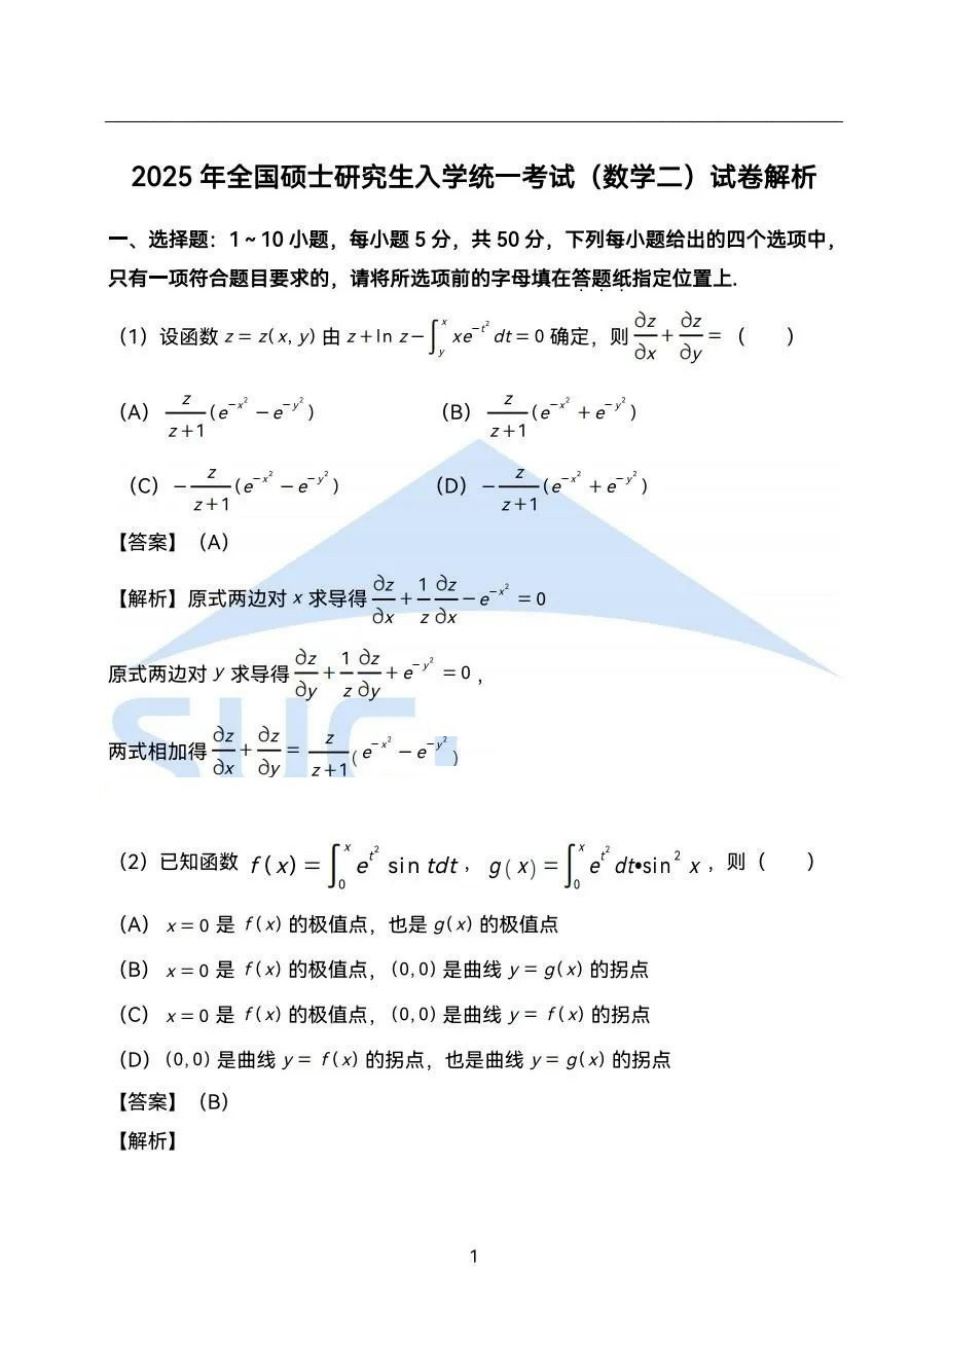 2025 年全国硕士研究生入学统一考试（数学二）试卷解析
一、选择题：1 ~ 10 小题，每小题 5 分，共 50 分，下列每小题给出的四个选项中，
只有一项符合题目要求的，请将所选项前的字母填在答题纸指定位置上.
（1）设函数 z = z(x, y) 由 z + ln z − ∫_y^x xe^{−t²} dt = 0 确定，则 ∂z/∂x + ∂z/∂y = （ ）
（A） z/(z+1) (e^{−x²} − e^{−y²}) （B） z/(z+1) (e^{−x²} + e^{−y²})
（C） − z/(z+1) (e^{−x²} − e^{−y²}) （D） − z/(z+1) (e^{−x²} + e^{−y²})
【答案】（A）
【解析】原式两边对 x 求导得 ∂z/∂x + 1/z ∂z/∂x − e^{−x²} = 0
原式两边对 y 求导得 ∂z/∂y + 1/z ∂z/∂y + e^{−y²} = 0，
两式相加得 ∂z/∂x + ∂z/∂y = z/(z+1) (e^{−x²} − e^{−y²})
（2）已知函数 f(x) = ∫_0^x e^{t²} sin tdt，g(x) = ∫_0^x e^{t²} dt•sin² x，则（ ）
（A） x = 0 是 f(x) 的极值点，也是 g(x) 的极值点
（B） x = 0 是 f(x) 的极值点，(0,0) 是曲线 y = g(x) 的拐点
（C） x = 0 是 f(x) 的极值点，(0,0) 是曲线 y = f(x) 的拐点
（D）(0,0) 是曲线 y = f(x) 的拐点，也是曲线 y = g(x) 的拐点
【答案】（B）
【解析】
1